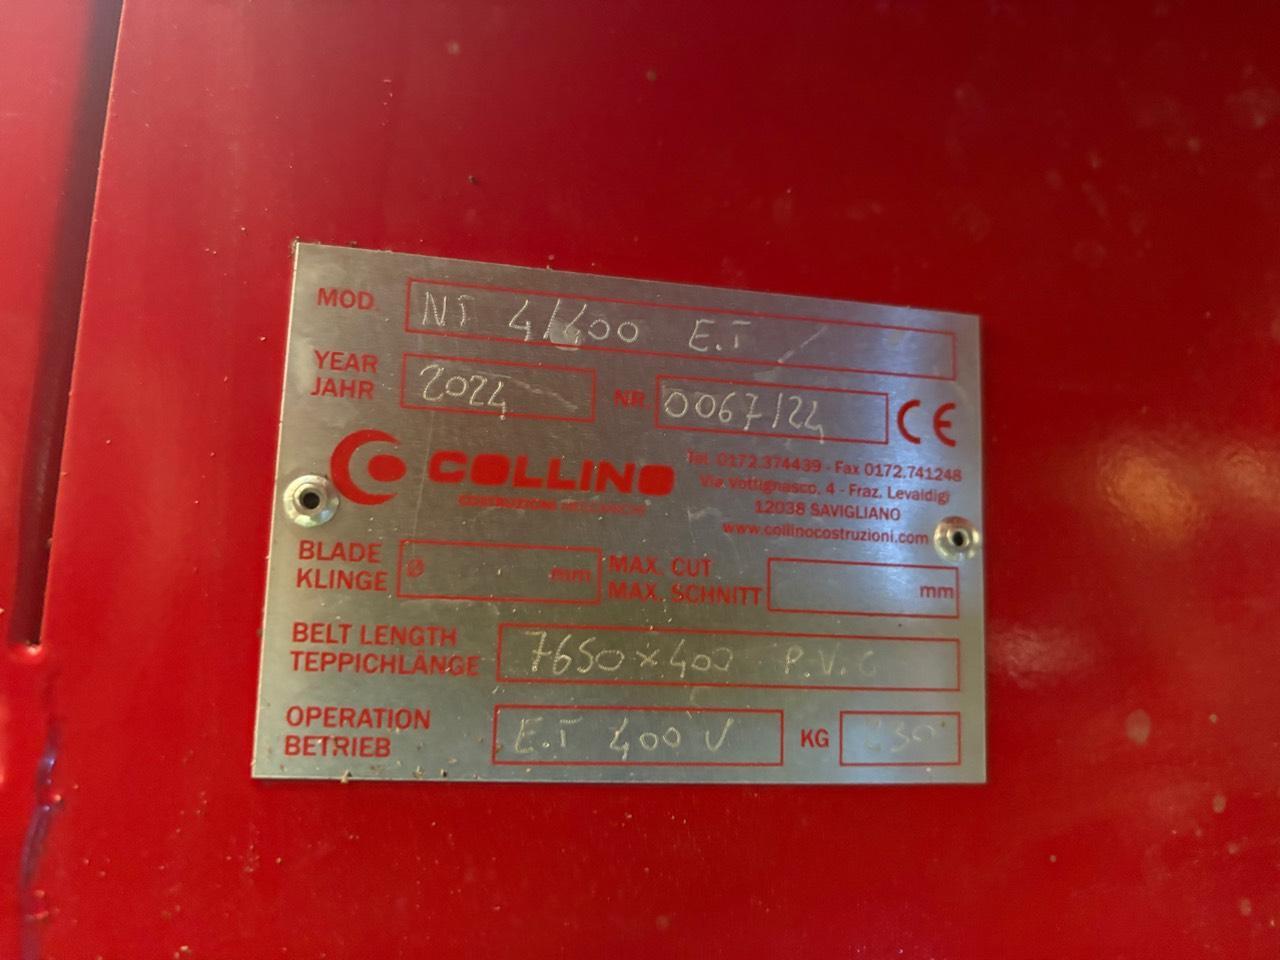 MOD. NT 4/400 E.T
YEAR
JAHR 2024 NR. 0067/24 CE
COLLINO
COSTRUZIONI MECCANICHE
Tel. 0172.374439 - Fax 0172.741248
Via Vottignasco, 4 - Fraz. Levaldigi
12038 SAVIGLIANO
www.collinocostruzioni.com
BLADE
KLINGE Ø mm
MAX. CUT
MAX. SCHNITT mm
BELT LENGTH
TEPPICHLÄNGE 7650x400 P.V.C
OPERATION
BETRIEB E.T 400 V KG